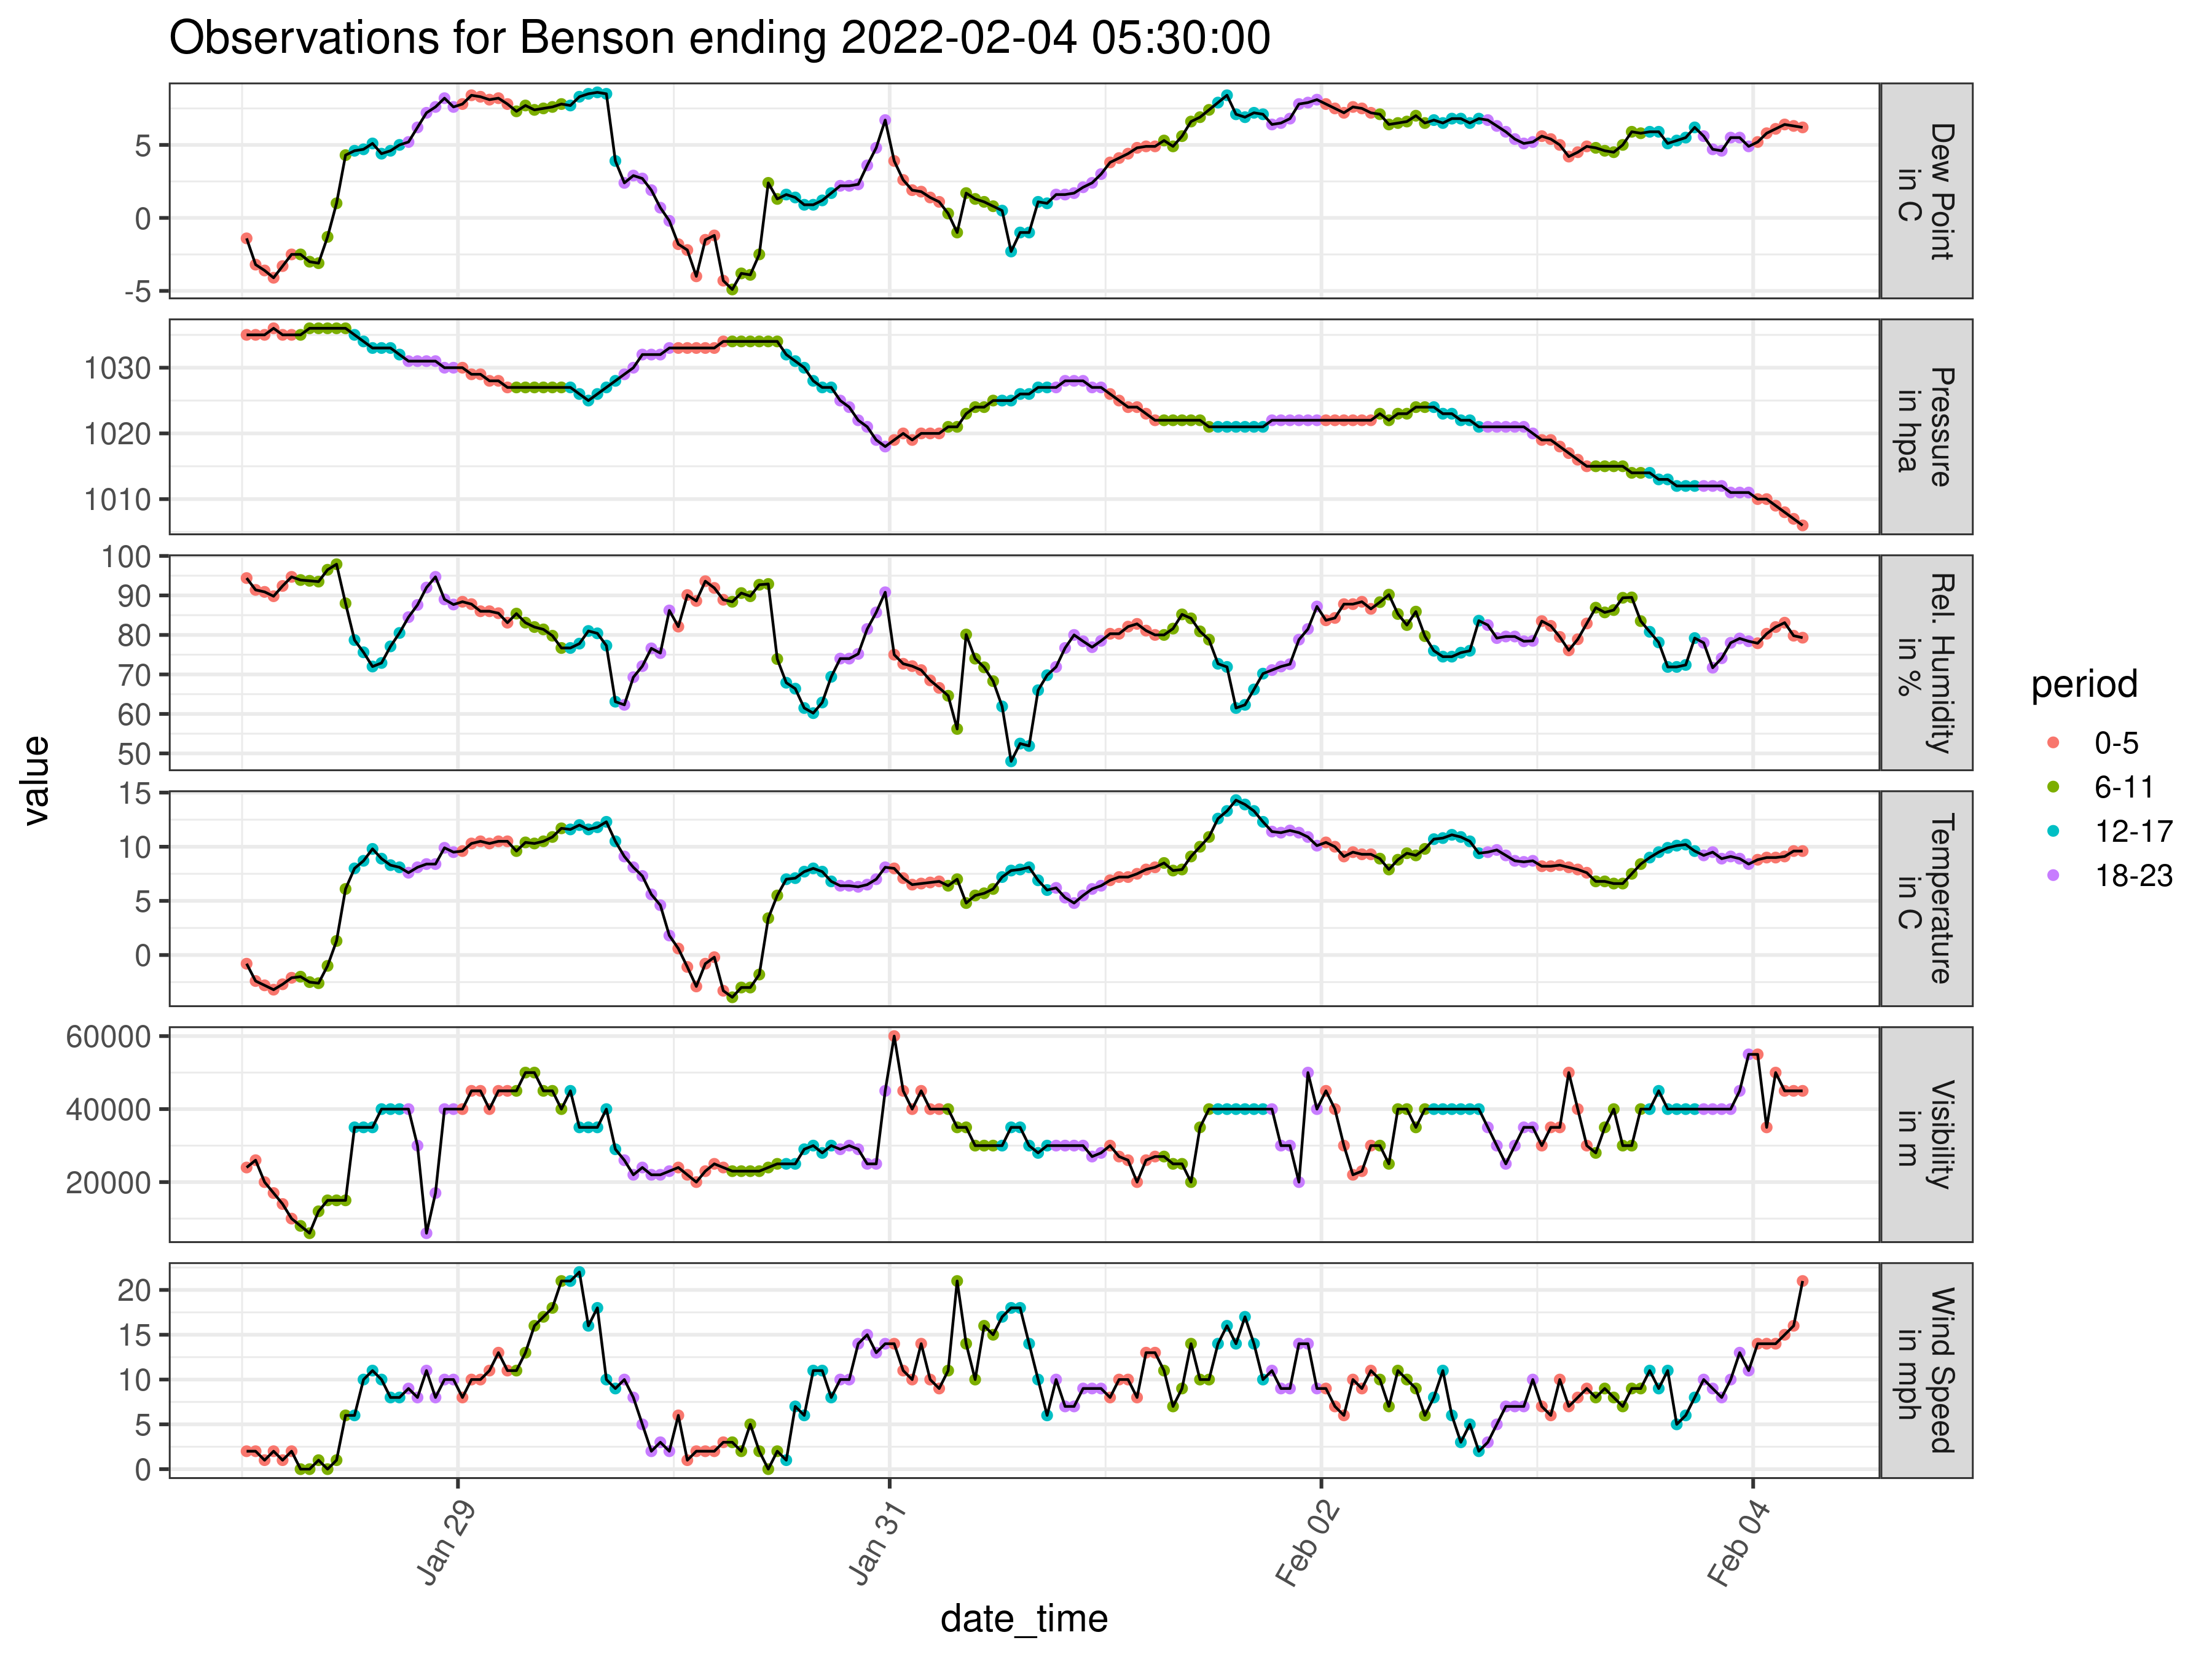 Observations for Benson ending 2022-02-04 05:30:00
value
5
0
-5
Dew Point
in C
1030
1020
1010
Pressure
in hpa
100
90
80
70
60
50
Rel. Humidity
in %
15
10
5
0
Temperature
in C
60000
40000
20000
Visibility
in m
20
15
10
5
0
Wind Speed
in mph
Jan 29
Jan 31
Feb 02
Feb 04
date_time
period
0-5
6-11
12-17
18-23